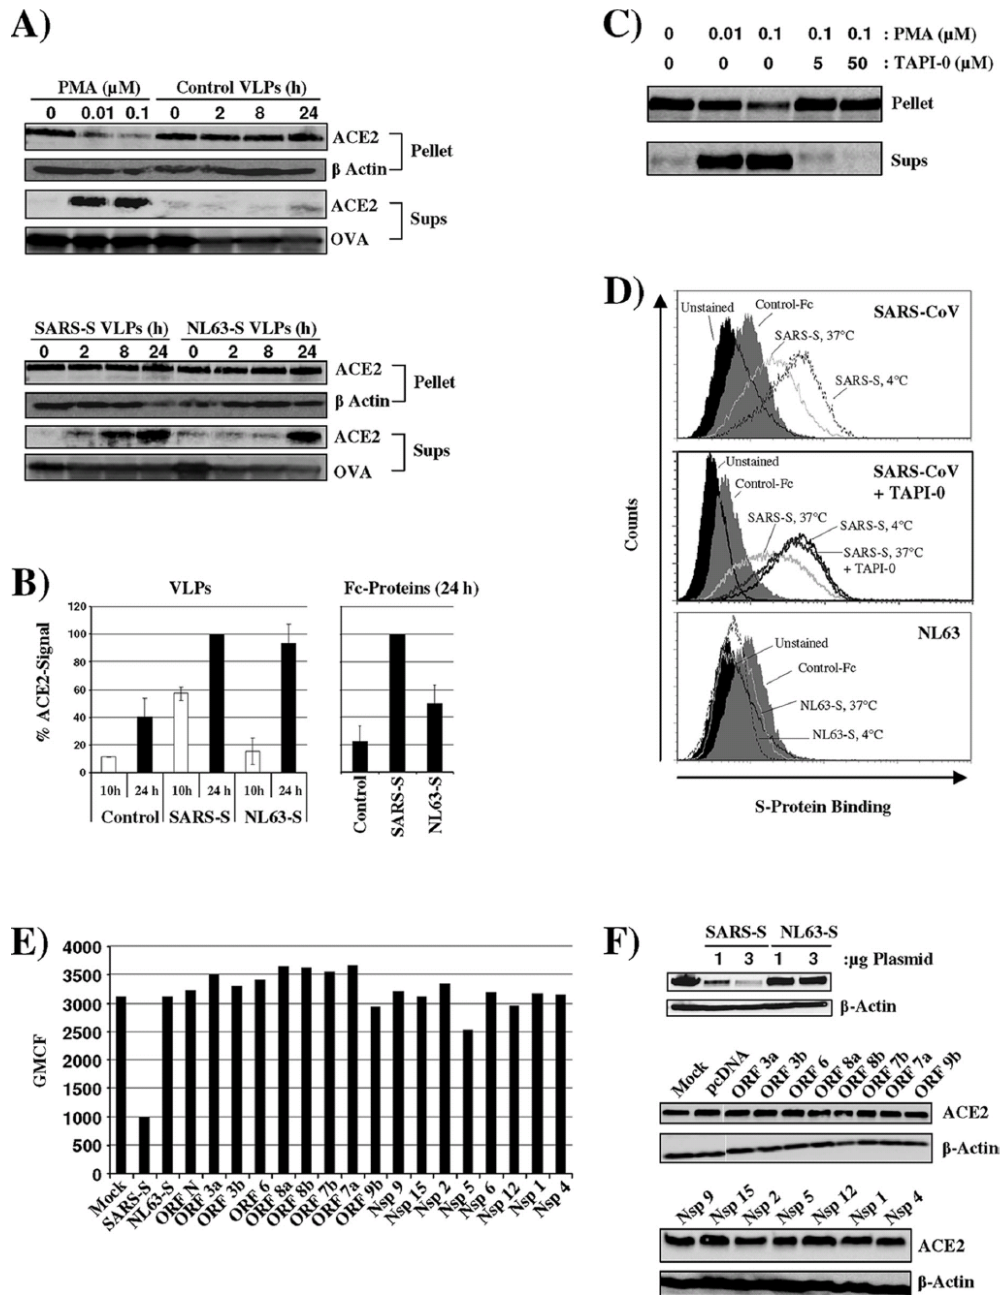 A)
PMA (µM) Control VLPs (h)
0 0.01 0.1 0 2 8 24
ACE2
Pellet
β Actin
ACE2
Sups
OVA
SARS-S VLPs (h) NL63-S VLPs (h)
0 2 8 24 0 2 8 24
ACE2
Pellet
β Actin
ACE2
Sups
OVA
B)
VLPs Fc-Proteins (24 h)
% ACE2-Signal
120
100
80
60
40
20
0
10h 24 h 10h 24 h 10h 24 h
Control SARS-S NL63-S
Control SARS-S NL63-S
C)
0 0.01 0.1 0.1 0.1 : PMA (µM)
0 0 0 5 50 : TAPI-0 (µM)
Pellet
Sups
D)
SARS-CoV
Unstained
Control-Fc
SARS-S, 37°C
SARS-S, 4°C
SARS-CoV
+ TAPI-0
Unstained
Control-Fc
SARS-S, 37°C
SARS-S, 4°C
SARS-S, 37°C
+ TAPI-0
NL63
Unstained
Control-Fc
NL63-S, 37°C
NL63-S, 4°C
Counts
S-Protein Binding
E)
GMCF
4000
3500
3000
2500
2000
1500
1000
500
0
Mock SARS-S NL63-S ORF N ORF 3a ORF 3b ORF 6 ORF 8a ORF 8b ORF 7b ORF 7a ORF 9b Nsp 9 Nsp 15 Nsp 2 Nsp 5 Nsp 6 Nsp 12 Nsp 1 Nsp 4
F)
SARS-S NL63-S
1 3 1 3 :µg Plasmid
β-Actin
Mock pcDNA ORF 3a ORF 3b ORF 6 ORF 8a ORF 8b ORF 7b ORF 7a ORF 9b
ACE2
β-Actin
Nsp 9 Nsp 15 Nsp 2 Nsp 5 Nsp 12 Nsp 1 Nsp 4
ACE2
β-Actin